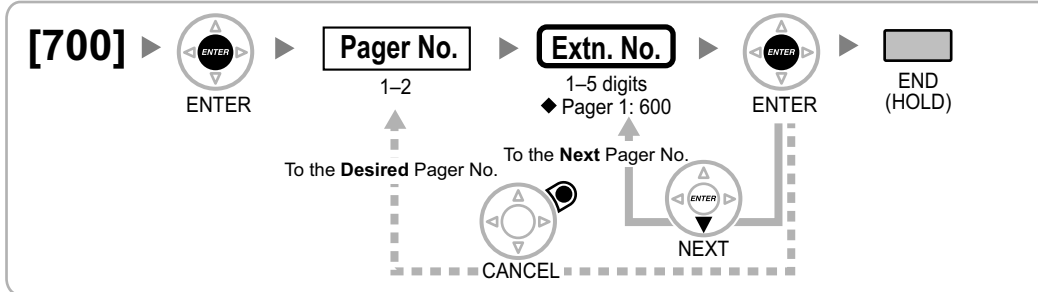 [700] ENTER Pager No. Extn. No. ENTER
1–2
1–5 digits
◆ Pager 1: 600
ENTER
ENTER
END
(HOLD)
To the Desired Pager No.
To the Next Pager No.
ENTER
NEXT
CANCEL